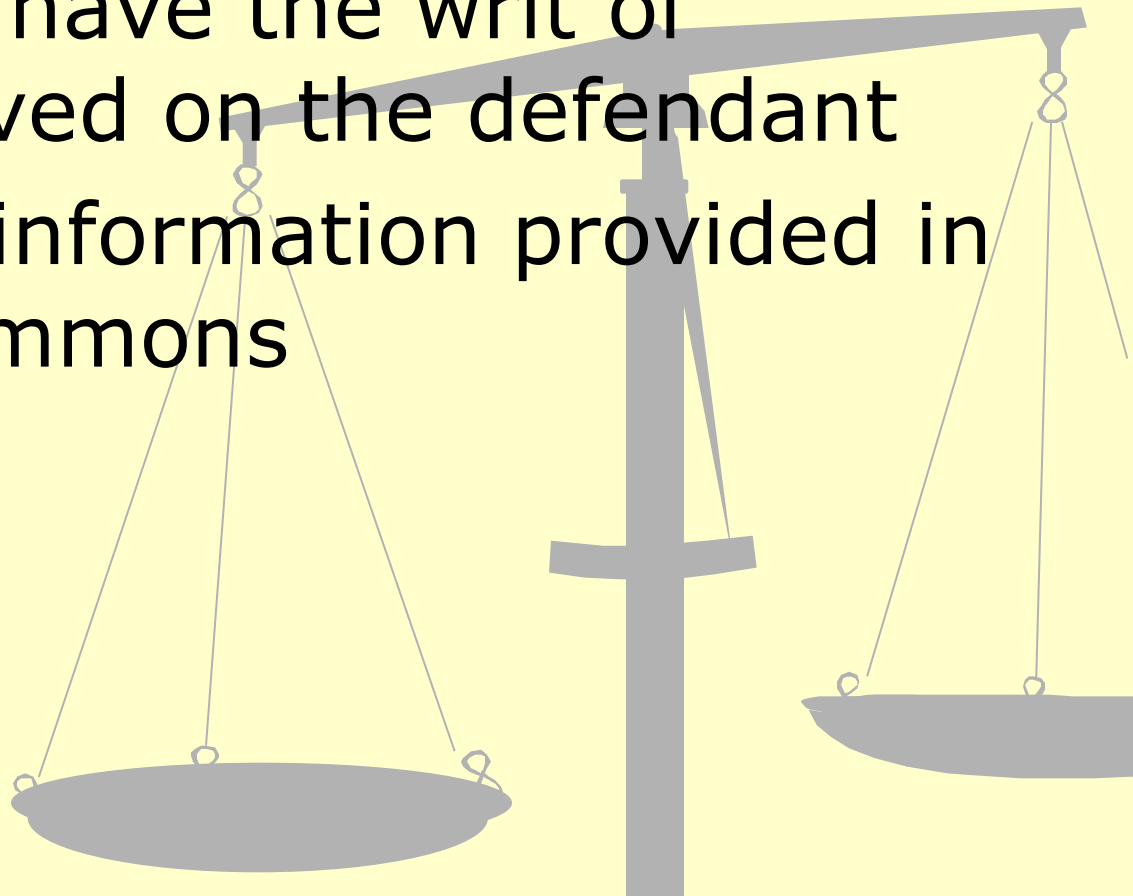 have the writ of
ved on the defendant
information provided in
mmons